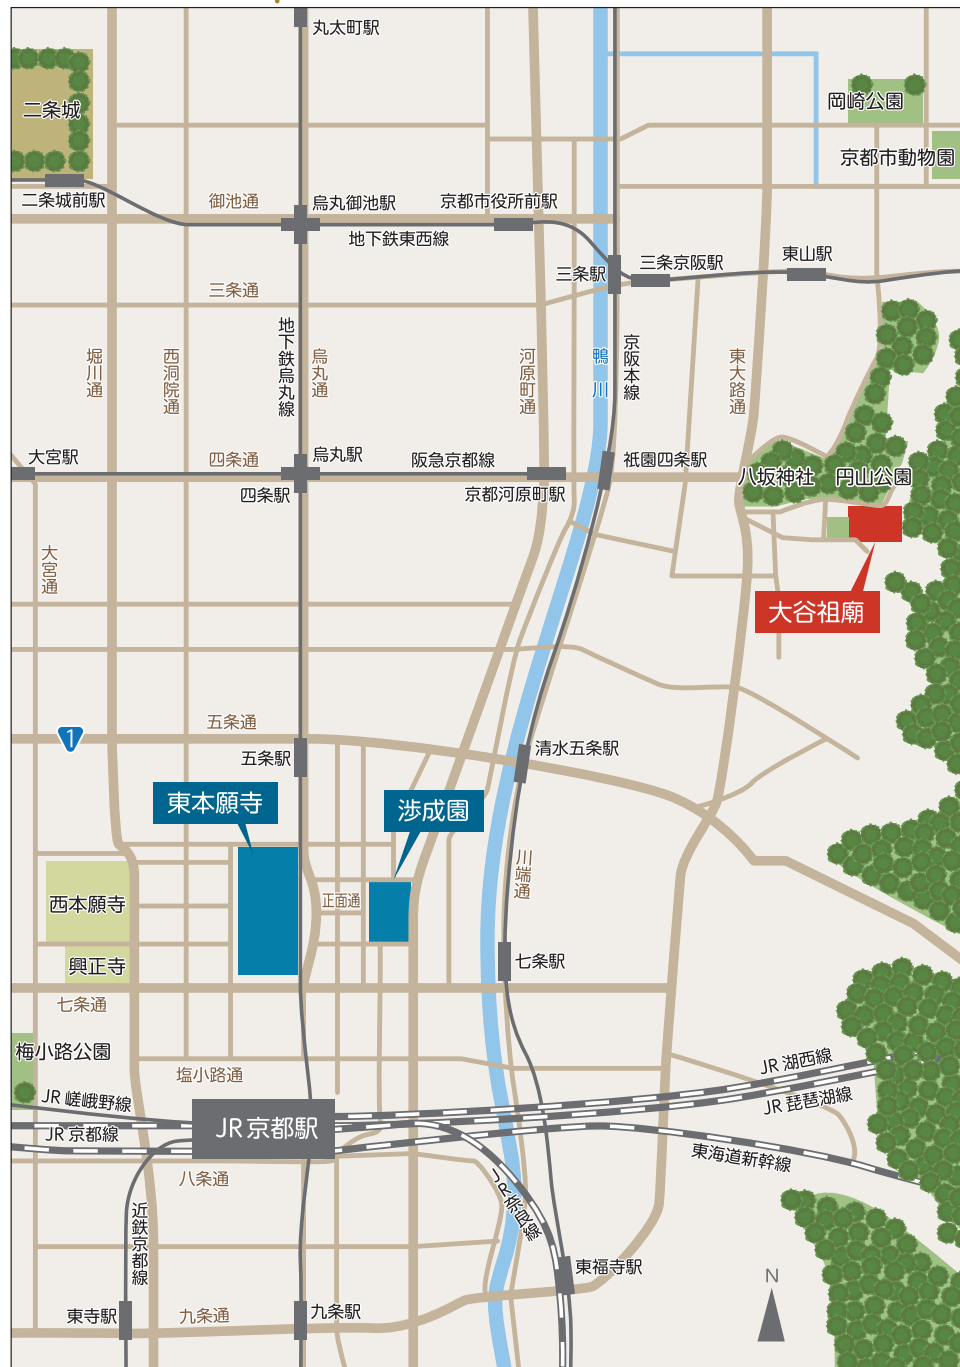 丸太町駅
二条城
岡崎公園
京都市動物園
二条城前駅
御池通
烏丸御池駅
京都市役所前駅
地下鉄東西線
三条駅
三条京阪駅
東山駅
三条通
堀川通
西洞院通
地下鉄烏丸線
烏丸通
河原町通
鴨川
京阪本線
東大路通
大宮駅
四条通
烏丸駅
阪急京都線
祇園四条駅
四条駅
京都河原町駅
八坂神社
円山公園
大宮通
大谷祖廟
1
五条通
五条駅
清水五条駅
東本願寺
渉成園
川端通
西本願寺
正面通
興正寺
七条駅
七条通
梅小路公園
塩小路通
JR 湖西線
JR 嵯峨野線
JR 琵琶湖線
JR 京都線
JR 京都駅
東海道新幹線
八条通
JR奈良線
近鉄京都線
東福寺駅
N
東寺駅
九条通
九条駅